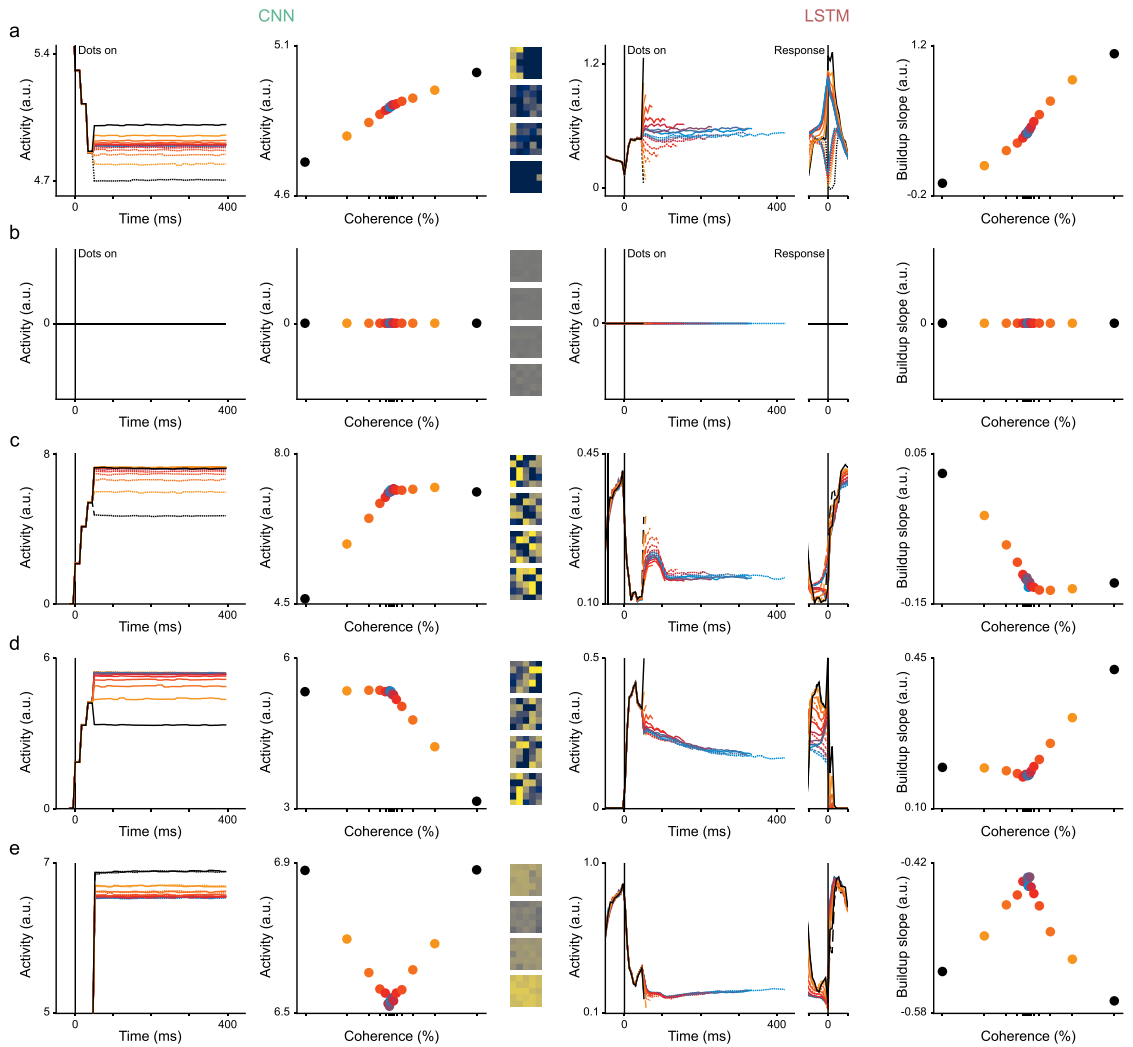 CNN
LSTM
a
5.4
Dots on
Activity (a.u.)
4.7
0
400
Time (ms)
5.1
Activity (a.u.)
4.6
Coherence (%)
1.2
Dots on
Response
Activity (a.u.)
0
0
400
0
Time (ms)
1.2
Buildup slope (a.u.)
-0.2
Coherence (%)
b
Dots on
Activity (a.u.)
0
0
400
Time (ms)
Activity (a.u.)
0
Coherence (%)
Dots on
Response
Activity (a.u.)
0
0
400
0
Time (ms)
Buildup slope (a.u.)
0
Coherence (%)
c
8
Activity (a.u.)
0
0
400
Time (ms)
8.0
Activity (a.u.)
4.5
Coherence (%)
0.45
Activity (a.u.)
0.10
0
400
0
Time (ms)
0.05
Buildup slope (a.u.)
-0.15
Coherence (%)
d
6
Activity (a.u.)
0
0
400
Time (ms)
6
Activity (a.u.)
3
Coherence (%)
0.5
Activity (a.u.)
0
0
400
0
Time (ms)
0.45
Buildup slope (a.u.)
0.10
Coherence (%)
e
7
Activity (a.u.)
5
0
400
Time (ms)
6.9
Activity (a.u.)
6.5
Coherence (%)
1.0
Activity (a.u.)
0.1
0
400
0
Time (ms)
-0.42
Buildup slope (a.u.)
-0.58
Coherence (%)